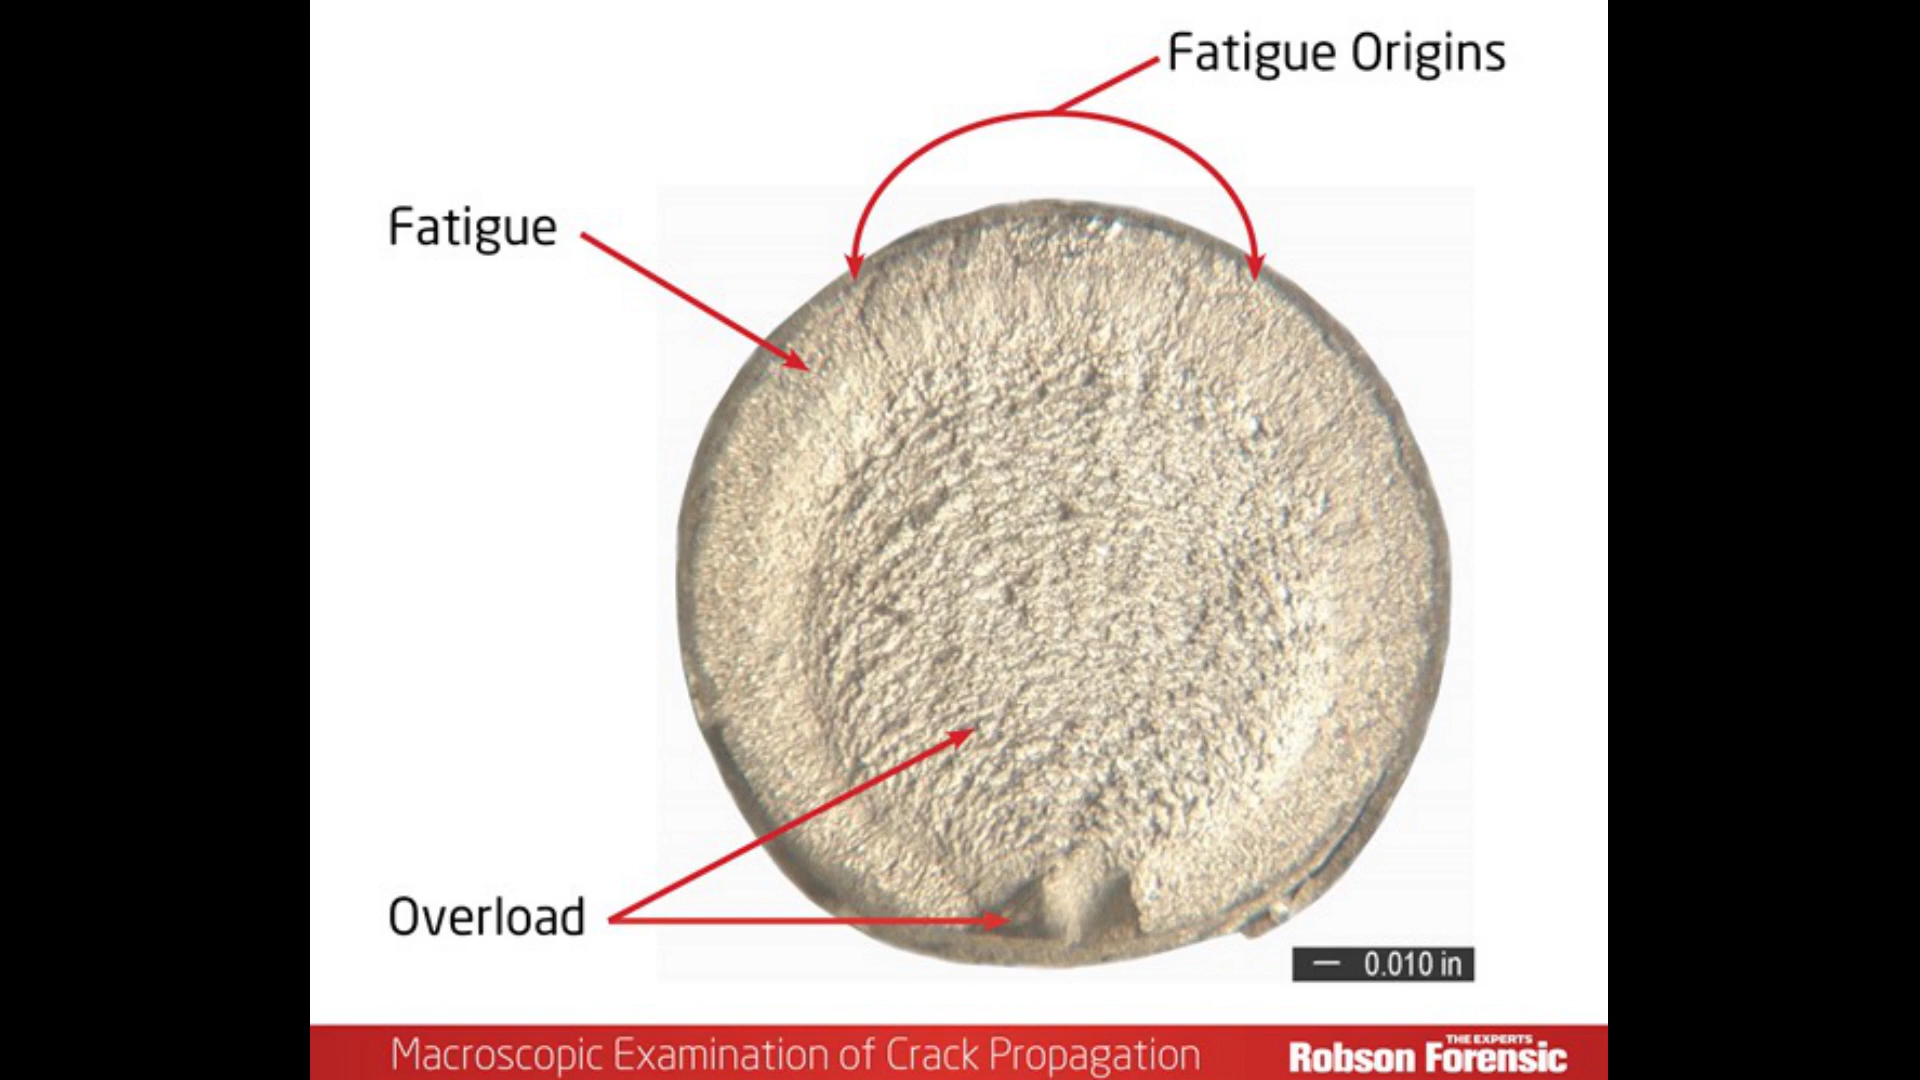 Fatigue Origins
Fatigue
Overload
0.010 in
Macroscopic Examination of Crack Propagation
THE EXPERTS
Robson Forensic